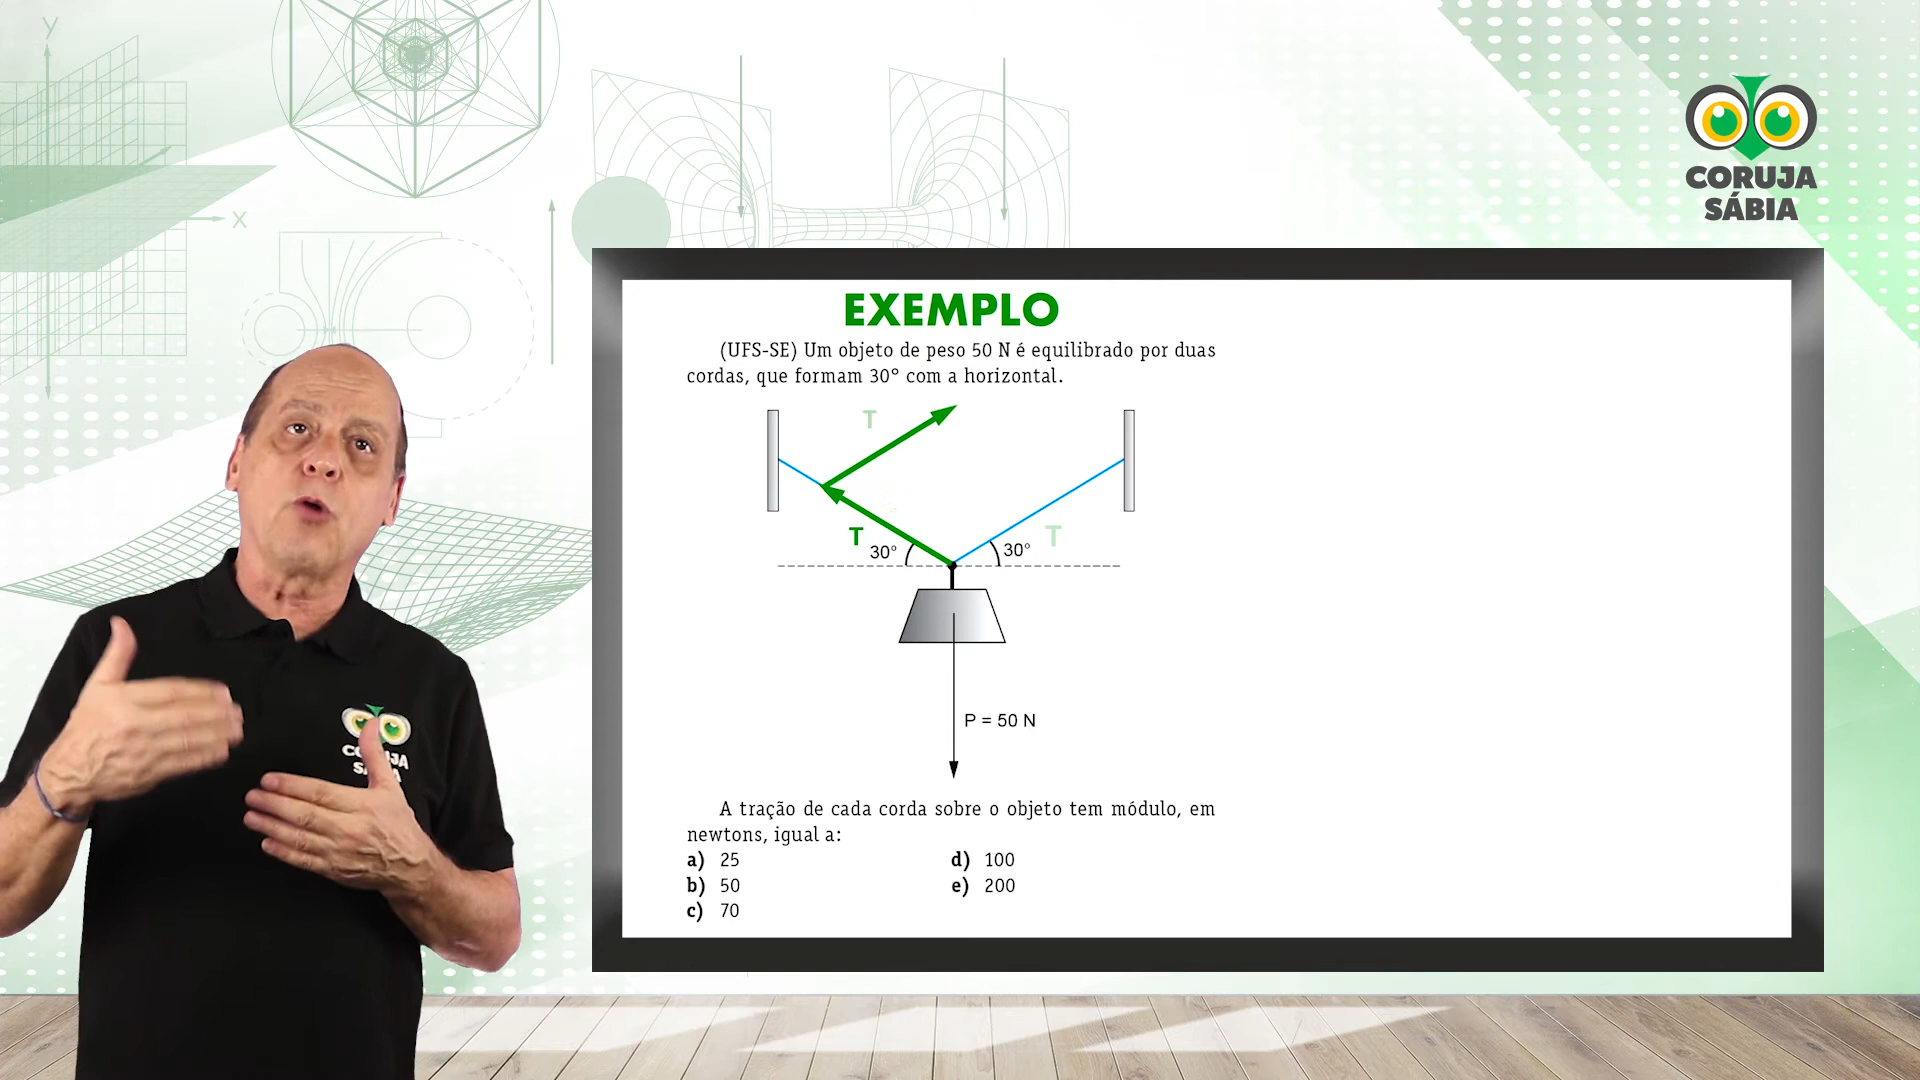 Y
X
CORUJA
SÁBIA
EXEMPLO
(UFS-SE) Um objeto de peso 50 N é equilibrado por duas
cordas, que formam 30° com a horizontal.
T
T
30°
30°
T
P = 50 N
A tração de cada corda sobre o objeto tem módulo, em
newtons, igual a:
a) 25
b) 50
c) 70
d) 100
e) 200